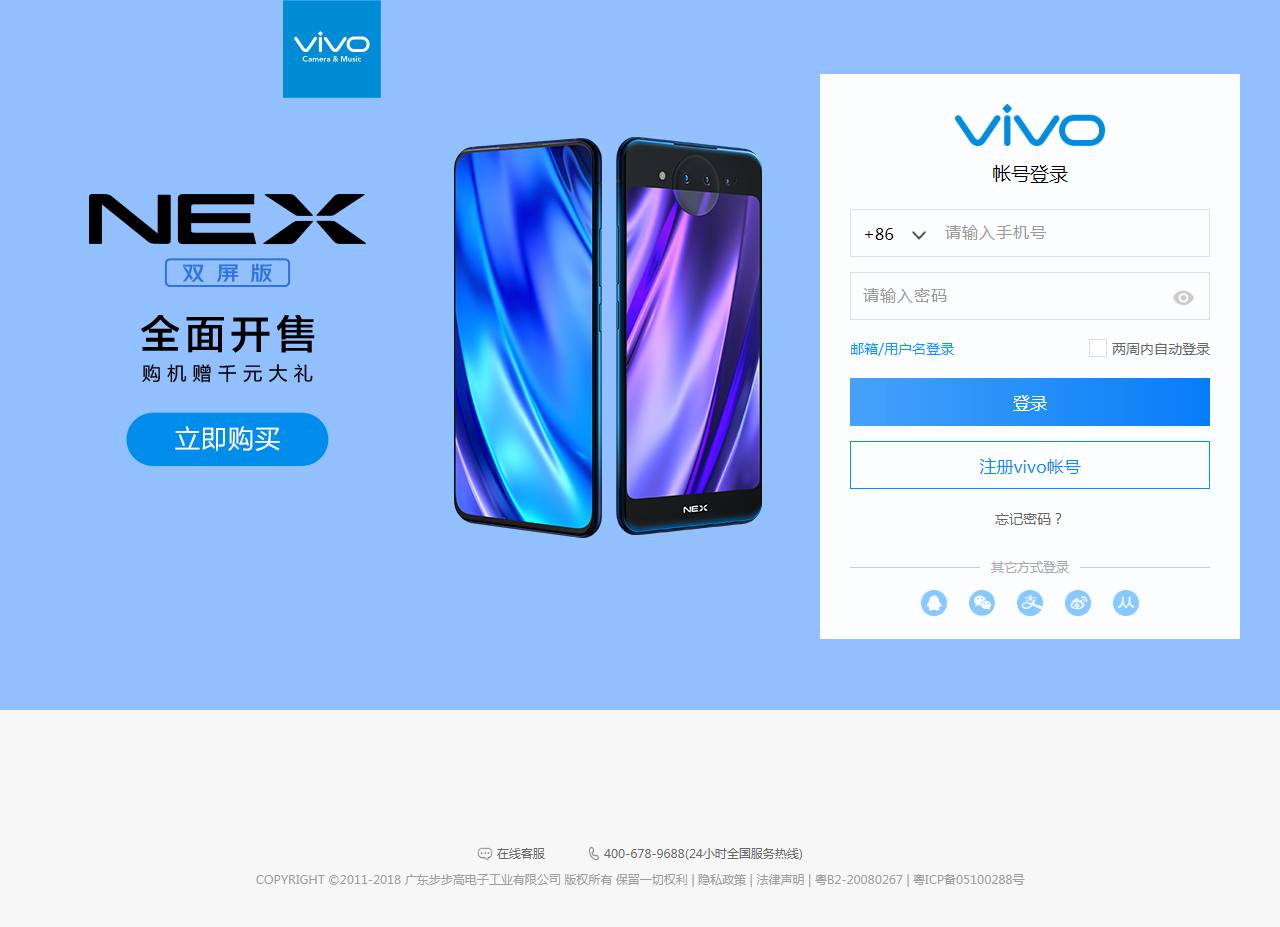 vivo
Camera & Music
NEX
双屏版
全面开售
购机赠千元大礼
立即购买
NEX
vivo
帐号登录
+86 请输入手机号
请输入密码
邮箱/用户名登录 两周内自动登录
登录
注册vivo帐号
忘记密码？
其它方式登录
在线客服 400-678-9688(24小时全国服务热线)
COPYRIGHT ©2011-2018 广东步步高电子工业有限公司 版权所有 保留一切权利 | 隐私政策 | 法律声明 | 粤B2-20080267 | 粤ICP备05100288号